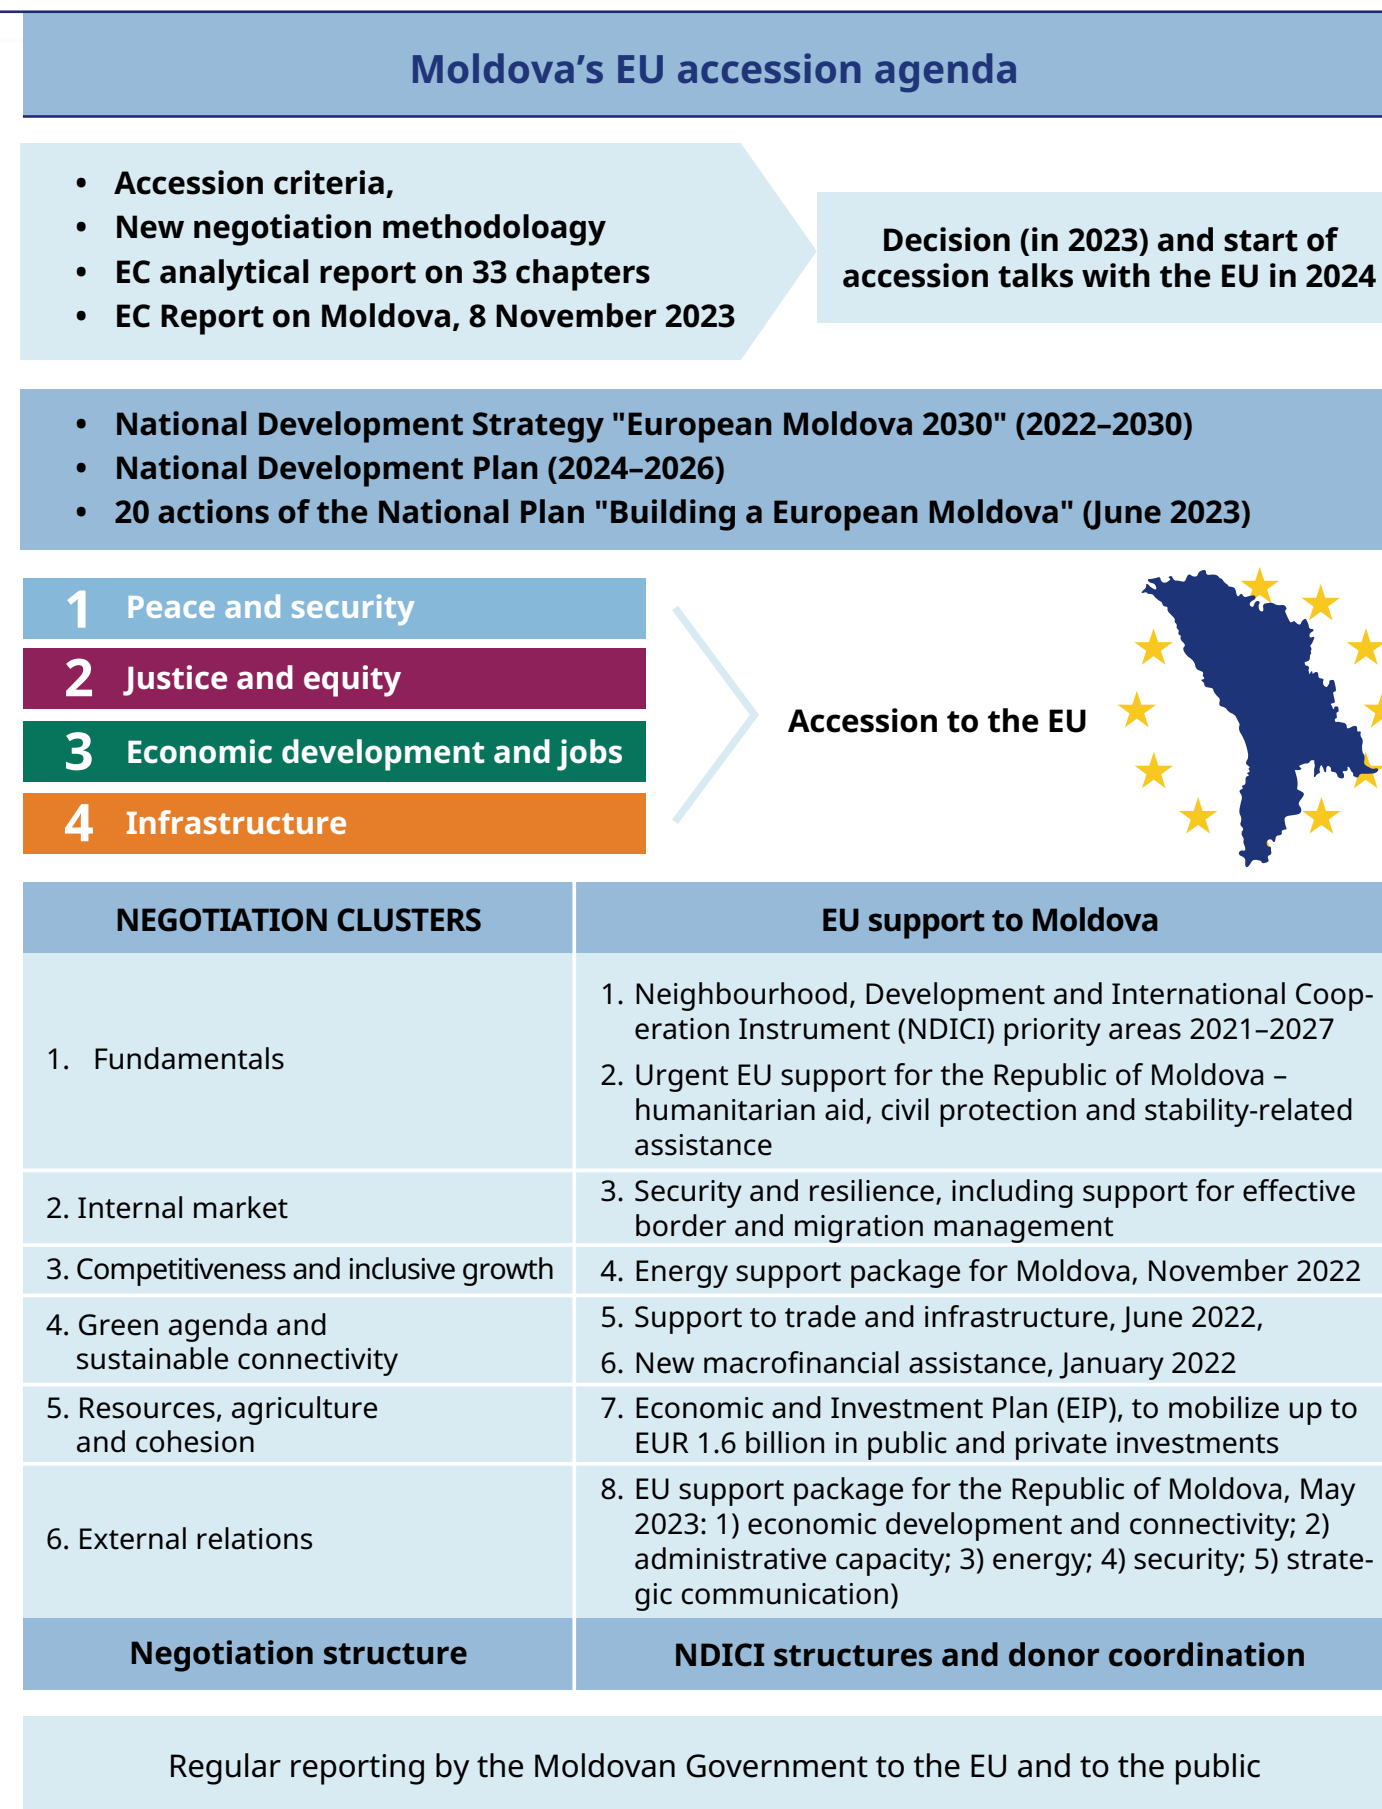 Moldova’s EU accession agenda
• Accession criteria,
• New negotiation methodoloagy
• EC analytical report on 33 chapters
• EC Report on Moldova, 8 November 2023
Decision (in 2023) and start of
accession talks with the EU in 2024
• National Development Strategy "European Moldova 2030" (2022–2030)
• National Development Plan (2024–2026)
• 20 actions of the National Plan "Building a European Moldova" (June 2023)
1 Peace and security
2 Justice and equity
3 Economic development and jobs
4 Infrastructure
Accession to the EU
NEGOTIATION CLUSTERS
EU support to Moldova
1. Fundamentals
1. Neighbourhood, Development and International Coop-
eration Instrument (NDICI) priority areas 2021–2027
2. Urgent EU support for the Republic of Moldova –
humanitarian aid, civil protection and stability-related
assistance
2. Internal market
3. Security and resilience, including support for effective
border and migration management
3. Competitiveness and inclusive growth
4. Energy support package for Moldova, November 2022
4. Green agenda and
sustainable connectivity
5. Support to trade and infrastructure, June 2022,
6. New macrofinancial assistance, January 2022
5. Resources, agriculture
and cohesion
7. Economic and Investment Plan (EIP), to mobilize up to
EUR 1.6 billion in public and private investments
6. External relations
8. EU support package for the Republic of Moldova, May
2023: 1) economic development and connectivity; 2)
administrative capacity; 3) energy; 4) security; 5) strate-
gic communication)
Negotiation structure
NDICI structures and donor coordination
Regular reporting by the Moldovan Government to the EU and to the public